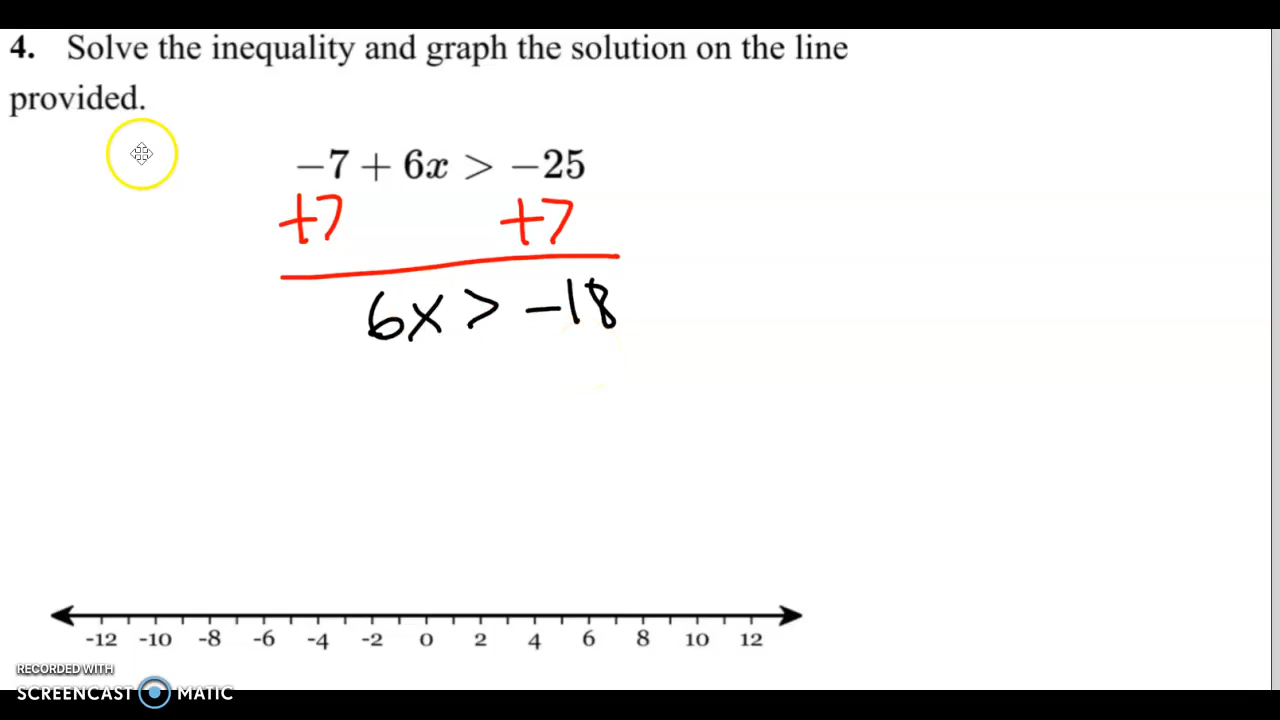 4. Solve the inequality and graph the solution on the line
provided.
−7 + 6x > −25
+7 +7
6x > −18
-12 -10 -8 -6 -4 -2 0 2 4 6 8 10 12
RECORDED WITH
SCREENCAST MATIC